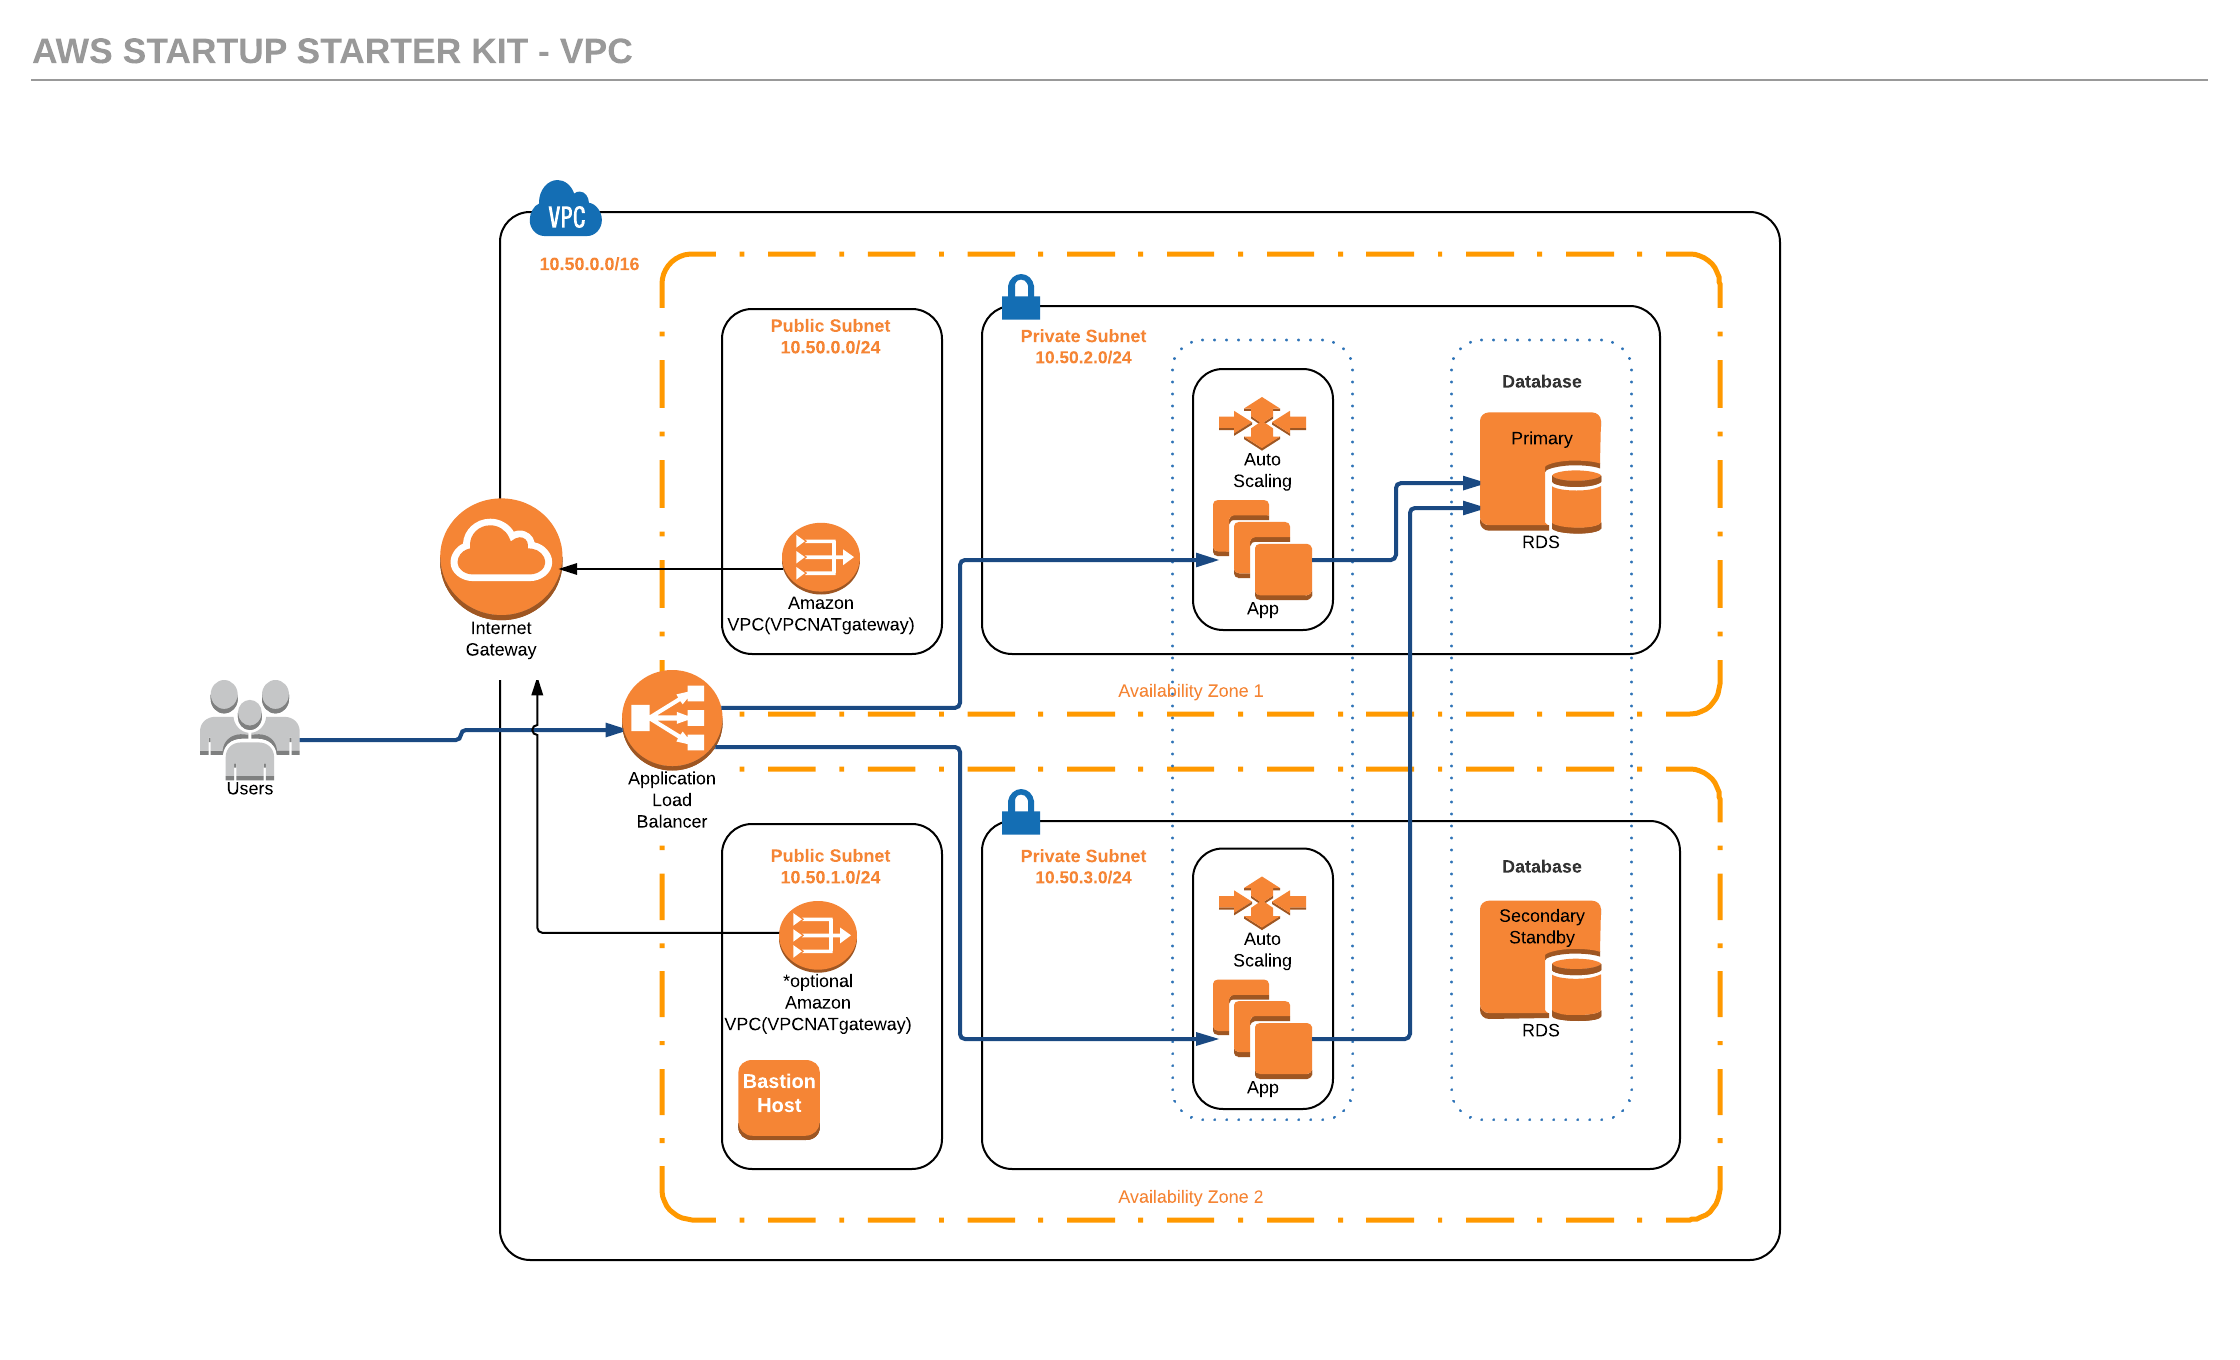 AWS STARTUP STARTER KIT - VPC
VPC
10.50.0.0/16
Public Subnet
10.50.0.0/24
Private Subnet
10.50.2.0/24
Database
Primary
Auto
Scaling
RDS
App
Amazon
VPC(VPCNATgateway)
Internet
Gateway
Availability Zone 1
Users
Application
Load
Balancer
Public Subnet
10.50.1.0/24
Private Subnet
10.50.3.0/24
Database
Secondary
Standby
Auto
Scaling
*optional
Amazon
VPC(VPCNATgateway)
RDS
Bastion
Host
App
Availability Zone 2